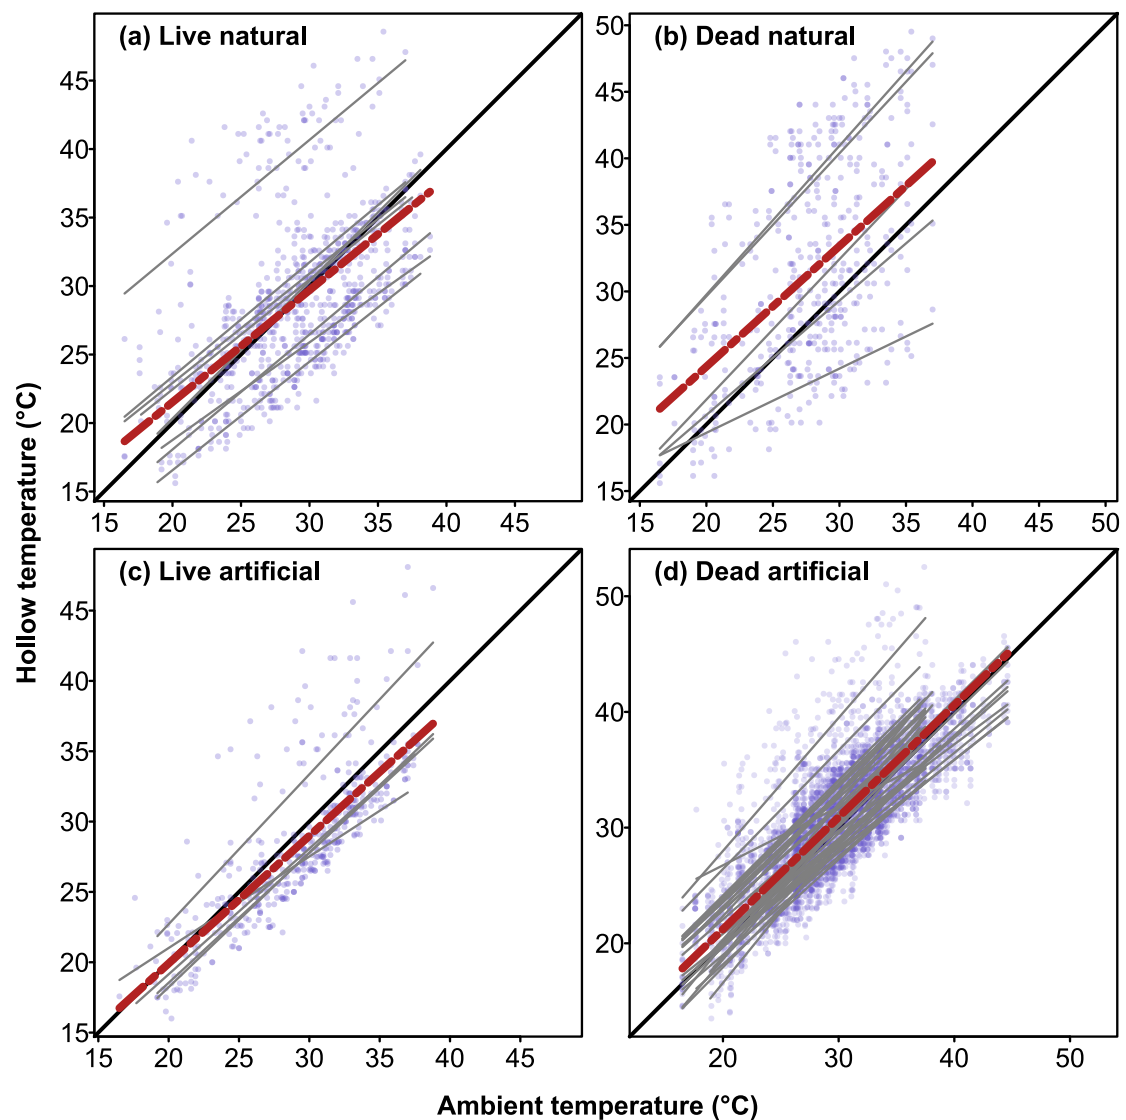 (a) Live natural
45
40
35
30
25
20
15
15 20 25 30 35 40 45
(b) Dead natural
50
45
40
35
30
25
20
15
15 20 25 30 35 40 45 50
Hollow temperature (°C)
(c) Live artificial
45
40
35
30
25
20
15
15 20 25 30 35 40 45
(d) Dead artificial
50
40
30
20
20 30 40 50
Ambient temperature (°C)